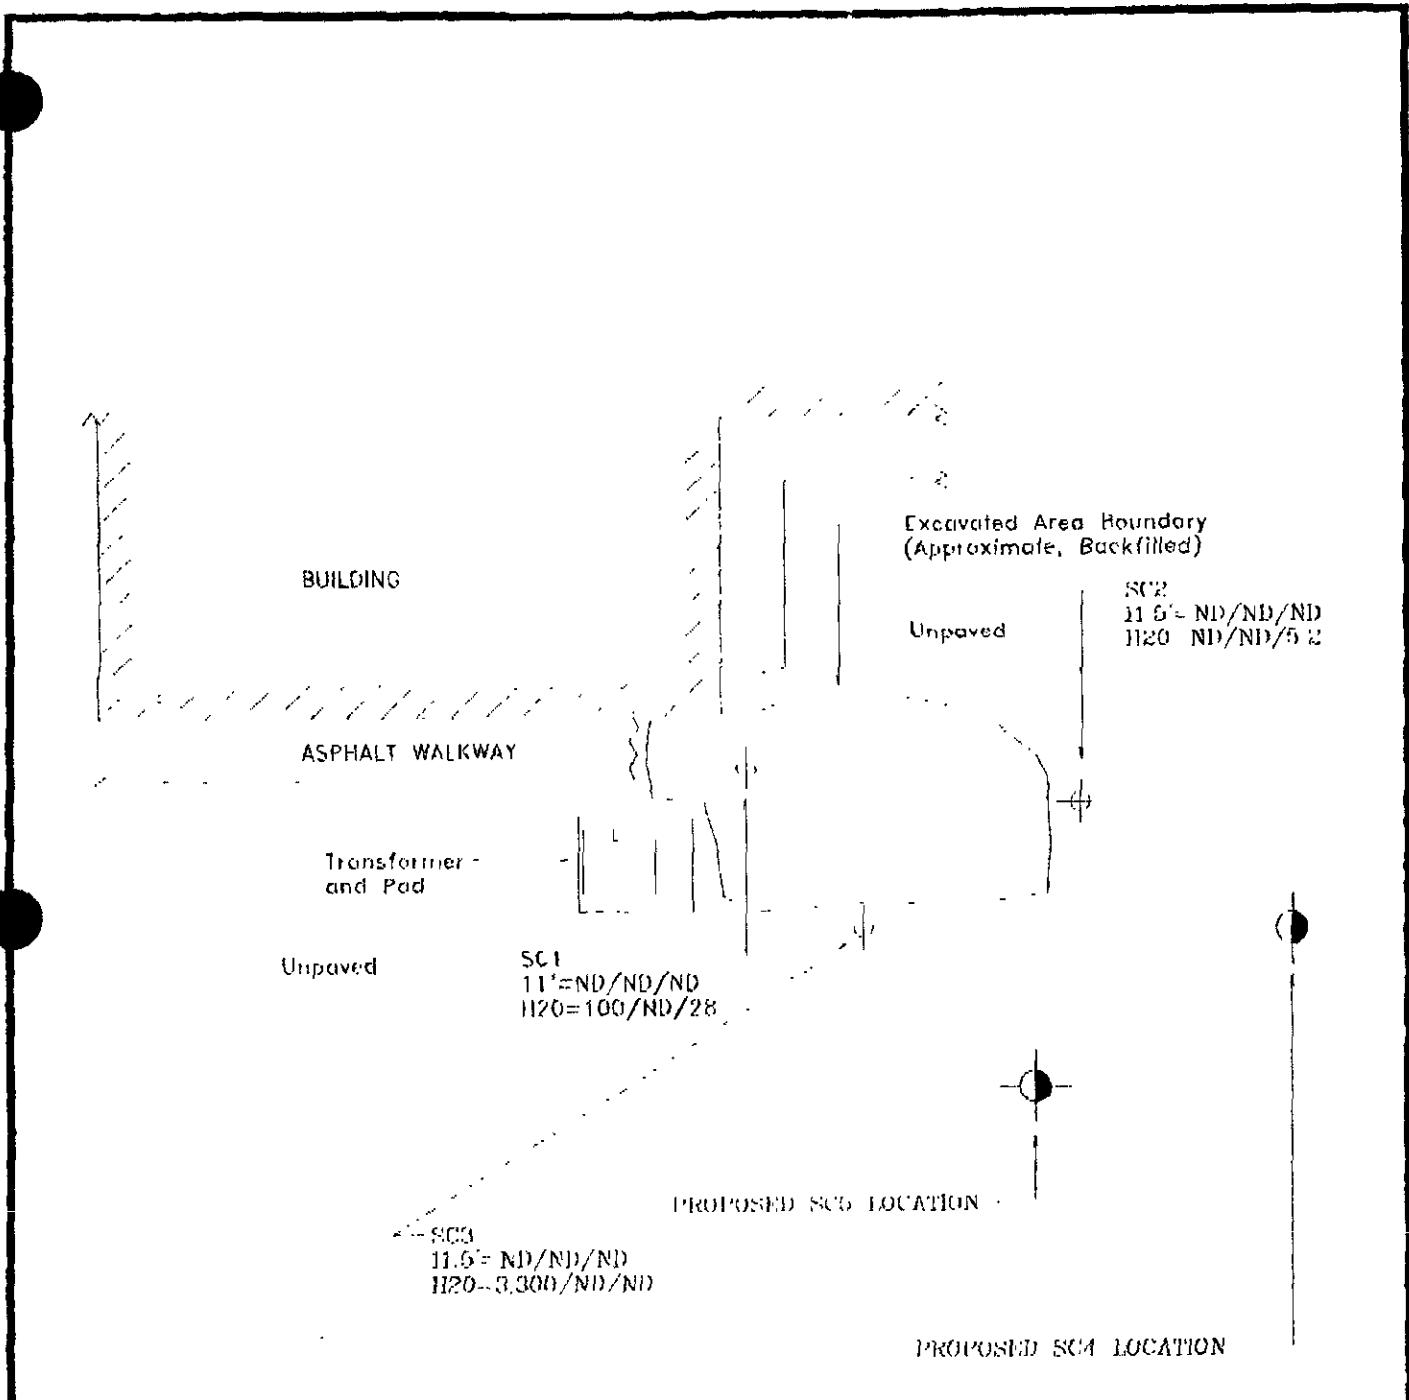 Excavated Area Boundary
(Approximate, Backfilled)
BUILDING
SC2
11.5'= ND/ND/ND
H20 ND/ND/5.2
Unpaved
ASPHALT WALKWAY
Transformer
and Pad
Unpaved
SC1
11'=ND/ND/ND
H20=100/ND/28
PROPOSED SC5 LOCATION
SC3
11.5'= ND/ND/ND
H20=3,300/ND/ND
PROPOSED SC4 LOCATION